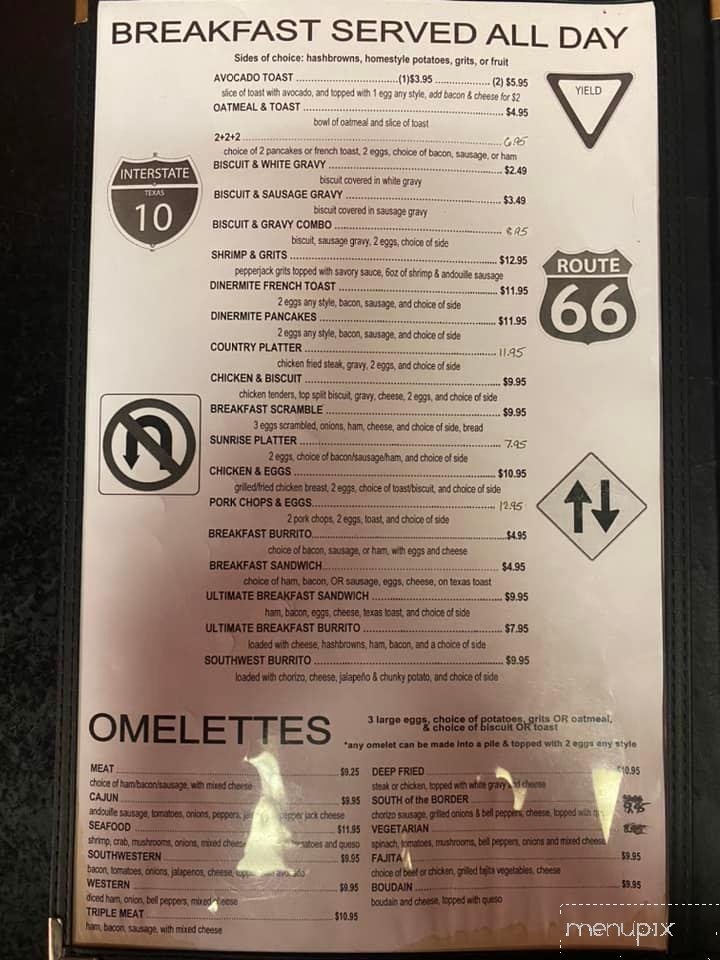 BREAKFAST SERVED ALL DAY
Sides of choice: hashbrowns, homestyle potatoes, grits, or fruit
AVOCADO TOAST ..........(1)$3.95 .......... (2) $5.95
slice of toast with avocado, and topped with 1 egg any style, add bacon & cheese for $2
YIELD
OATMEAL & TOAST .......... $4.95
bowl of oatmeal and slice of toast
2+2+2 .......... 6.95
choice of 2 pancakes or french toast, 2 eggs, choice of bacon, sausage, or ham
BISCUIT & WHITE GRAVY .......... $2.49
biscuit covered in white gravy
INTERSTATE
TEXAS
10
BISCUIT & SAUSAGE GRAVY .......... $3.49
biscuit covered in sausage gravy
BISCUIT & GRAVY COMBO .......... 8.95
biscuit, sausage gravy, 2 eggs, choice of side
SHRIMP & GRITS .......... $12.95
pepperjack grits topped with savory sauce, 6oz of shrimp & andouille sausage
ROUTE
66
DINERMITE FRENCH TOAST .......... $11.95
2 eggs any style, bacon, sausage, and choice of side
DINERMITE PANCAKES .......... $11.95
2 eggs any style, bacon, sausage, and choice of side
COUNTRY PLATTER .......... 11.95
chicken fried steak, gravy, 2 eggs, and choice of side
CHICKEN & BISCUIT .......... $9.95
chicken tenders, top split biscuit, gravy, cheese, 2 eggs, and choice of side
BREAKFAST SCRAMBLE .......... $9.95
3 eggs scrambled, onions, ham, cheese, and choice of side, bread
SUNRISE PLATTER .......... 7.95
2 eggs, choice of bacon/sausage/ham, and choice of side
CHICKEN & EGGS .......... $10.95
grilled/fried chicken breast, 2 eggs, choice of toast/biscuit, and choice of side
PORK CHOPS & EGGS .......... 12.95
2 pork chops, 2 eggs, toast, and choice of side
BREAKFAST BURRITO .......... $4.95
choice of bacon, sausage, or ham, with eggs and cheese
BREAKFAST SANDWICH .......... $4.95
choice of ham, bacon, OR sausage, eggs, cheese, on texas toast
ULTIMATE BREAKFAST SANDWICH .......... $9.95
ham, bacon, eggs, cheese, texas toast, and choice of side
ULTIMATE BREAKFAST BURRITO .......... $7.95
loaded with cheese, hashbrowns, ham, bacon, and a choice of side
SOUTHWEST BURRITO .......... $9.95
loaded with chorizo, cheese, jalapeño & chunky potato, and choice of side
OMELETTES
3 large eggs, choice of potatoes, grits OR oatmeal,
& choice of biscuit OR toast
*any omelet can be made into a pile & topped with 2 eggs any style
MEAT .......... $9.25
choice of ham/bacon/sausage, with mixed cheese
CAJUN .......... $9.95
andouille sausage, tomatoes, onions, peppers, pepper jack cheese
SEAFOOD .......... $11.95
shrimp, crab, mushrooms, onions, mixed cheese and queso
SOUTHWESTERN .......... $9.95
bacon, tomatoes, onions, jalapenos, cheese,
WESTERN .......... $9.95
diced ham, onion, bell peppers, mixed cheese
TRIPLE MEAT .......... $10.95
ham, bacon, sausage, with mixed cheese
DEEP FRIED .......... $10.95
steak or chicken, topped with white gravy and cheese
SOUTH of the BORDER .......... 9.95
chorizo sausage, grilled onions & bell peppers, cheese, topped with
VEGETARIAN ..........
spinach, tomatoes, mushrooms, bell peppers, onions and mixed cheese
FAJITA .......... $9.95
choice of beef or chicken, grilled fajita vegetables, cheese
BOUDAIN .......... $9.95
boudain and cheese, topped with queso
menupix